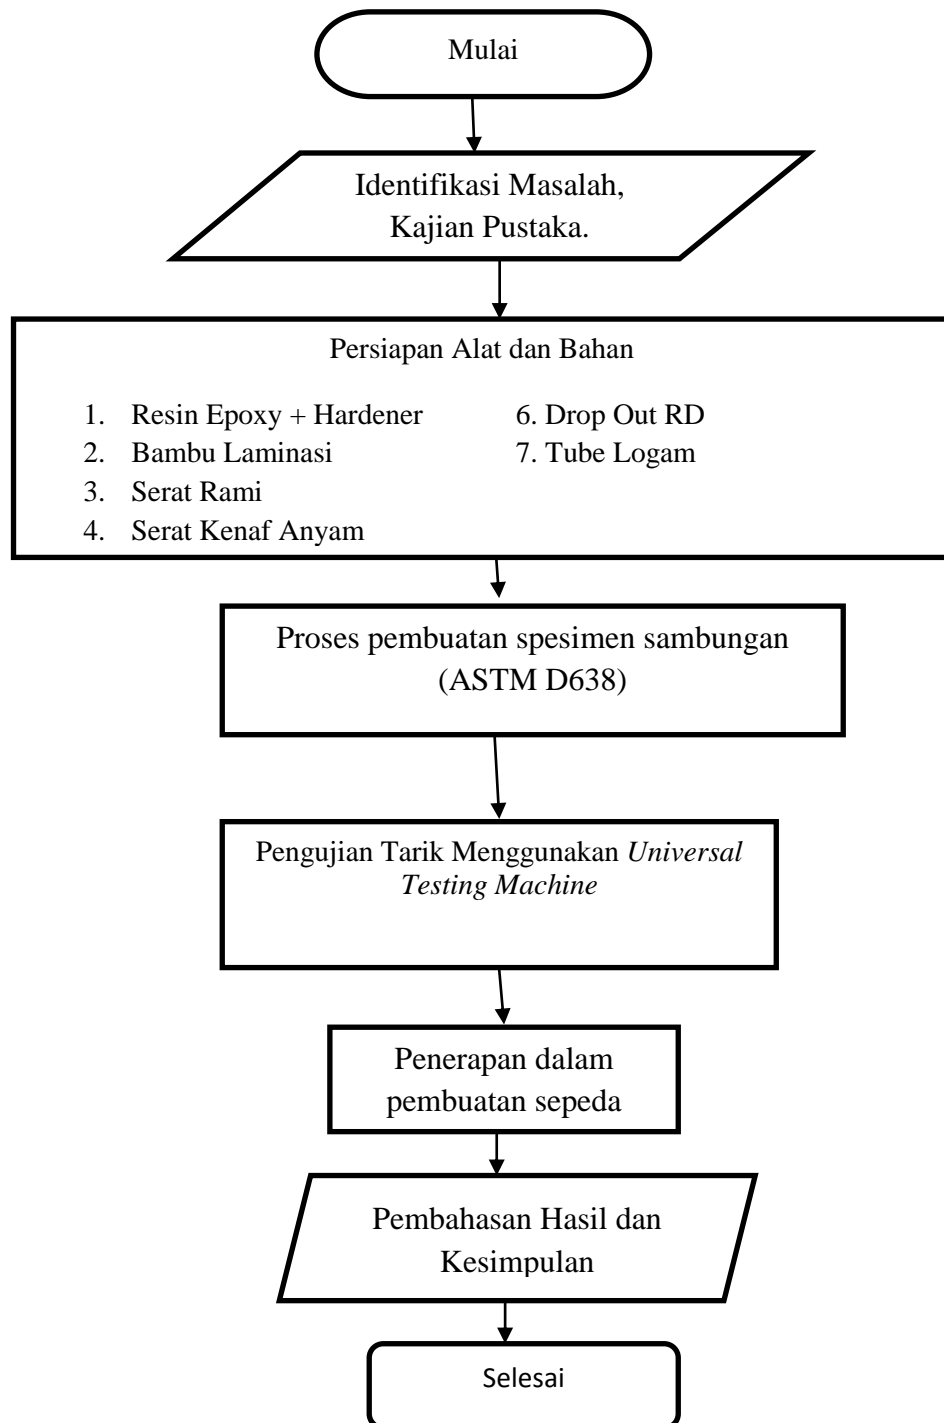 Mulai
Identifikasi Masalah,
Kajian Pustaka.
Persiapan Alat dan Bahan
1. Resin Epoxy + Hardener
2. Bambu Laminasi
3. Serat Rami
4. Serat Kenaf Anyam
6. Drop Out RD
7. Tube Logam
Proses pembuatan spesimen sambungan
(ASTM D638)
Pengujian Tarik Menggunakan Universal
Testing Machine
Penerapan dalam
pembuatan sepeda
Pembahasan Hasil dan
Kesimpulan
Selesai